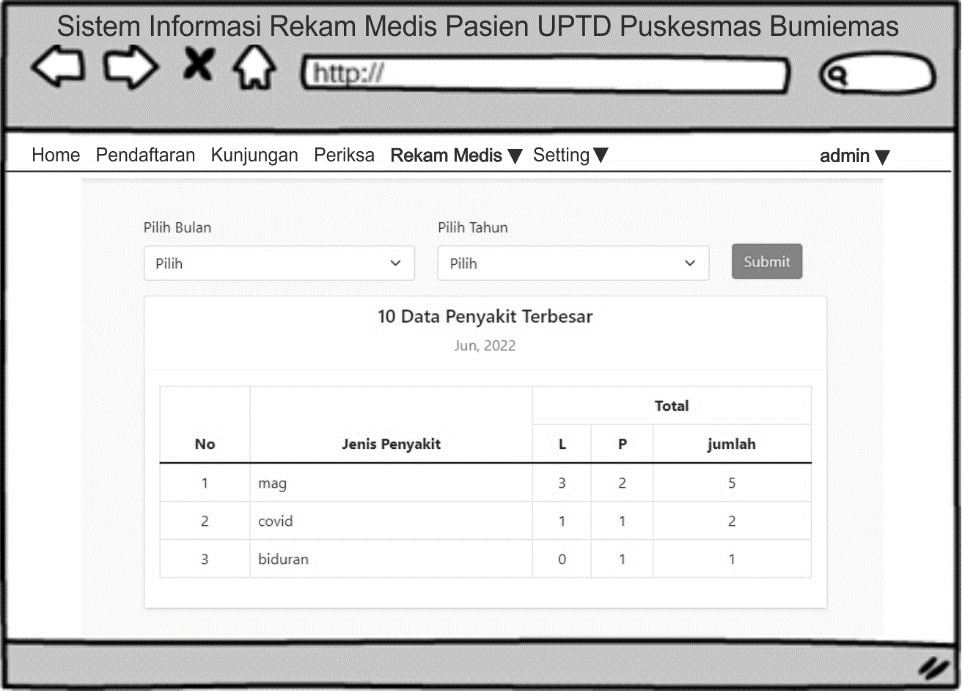 Sistem Informasi Rekam Medis Pasien UPTD Puskesmas Bumiemas
http://
Home Pendaftaran Kunjungan Periksa Rekam Medis ▼ Setting ▼ admin ▼
Pilih Bulan Pilih Tahun
Pilih Pilih Submit
10 Data Penyakit Terbesar
Jun, 2022
Total
No Jenis Penyakit L P jumlah
1 mag 3 2 5
2 covid 1 1 2
3 biduran 0 1 1